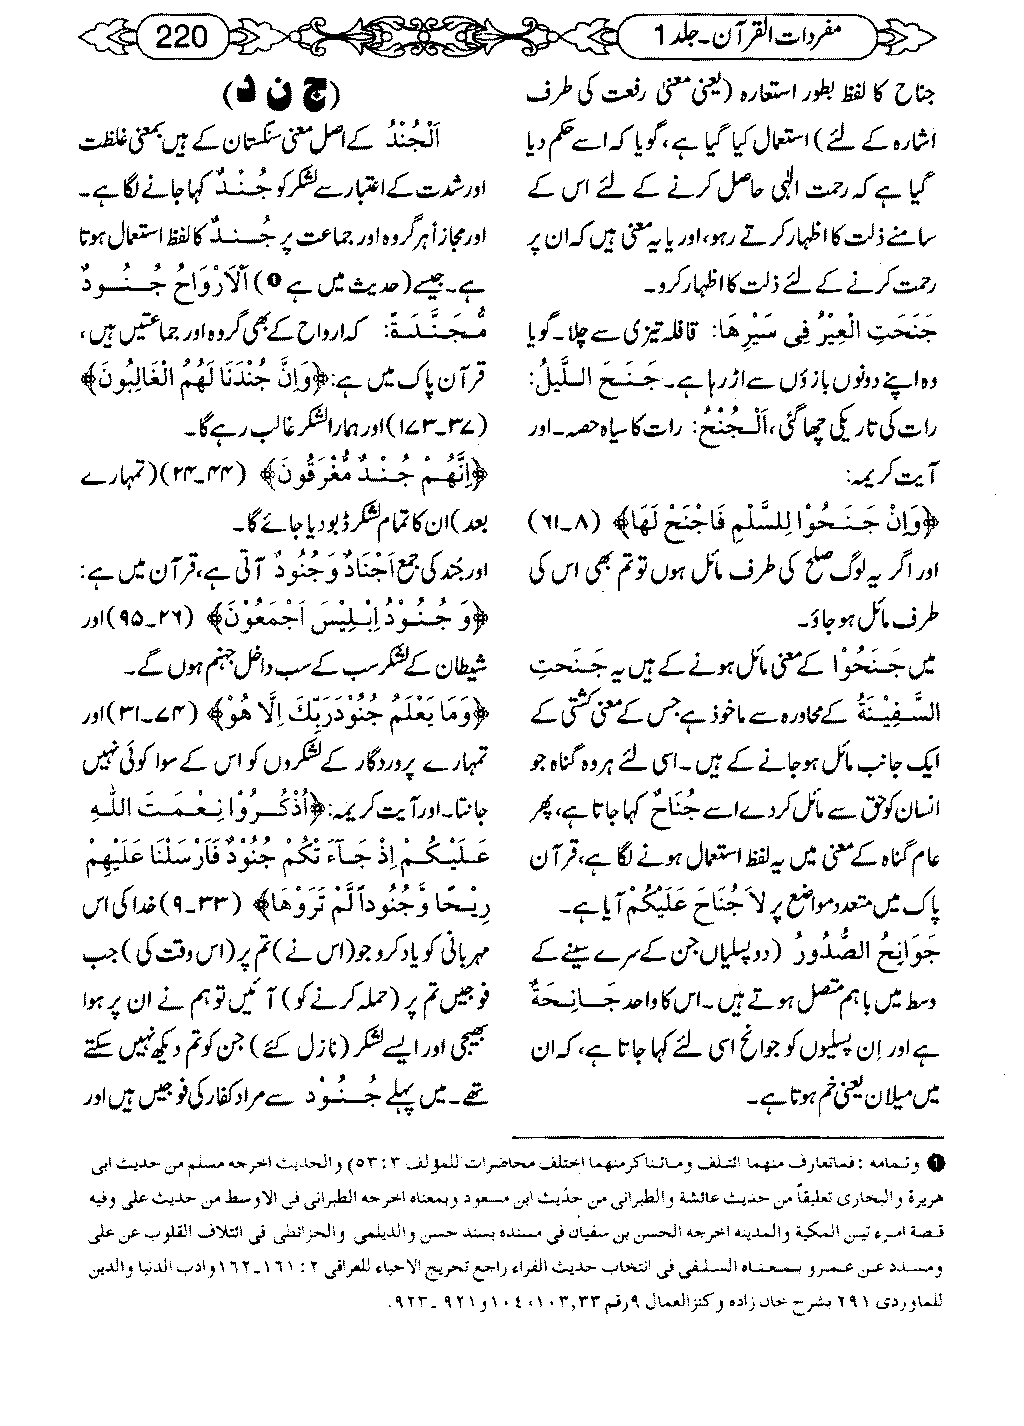 مفردات القرآن۔جلد 1
220
جناح کا لفظ بطور استعارہ (یعنی معنی رفعت کی طرف
اشارہ کے لئے) استعمال کیا گیا ہے، گویا کہ اسے حکم دیا
گیا ہے کہ رحمت الٰہی حاصل کرنے کے لئے اس کے
سامنے ذلت کا اظہار کرتے رہو، اور یا یہ معنی ہیں کہ ان پر
رحمت کرنے کے لئے ذلت کا اظہار کرو۔
جَنَحَتِ الْعِيْرُ فِى سَيْرِهَا: قافلہ تیزی سے چلا۔ گویا
وہ اپنے دونوں بازؤں سے اڑ رہا ہے۔ جَنَحَ اللَّيْلُ:
رات کی تاریکی چھا گئی، اَلْجُنْحُ: رات کا سیاہ حصہ۔ اور
آیت کریمہ:
﴿وَاِنْ جَنَحُوْا لِلسَّلْمِ فَاجْنَحْ لَهَا﴾ (۸۔۶۱)
اور اگر یہ لوگ صلح کی طرف مائل ہوں تو تم بھی اس کی
طرف مائل ہو جاؤ۔
میں جَنَحُوْا کے معنی مائل ہونے کے ہیں یہ جَنَحَتِ
السَّفِيْنَةُ کے محاورہ سے ماخوذ ہے جس کے معنی کشتی کے
ایک جانب مائل ہو جانے کے ہیں۔ اسی لئے ہر وہ گناہ جو
انسان کو حق سے مائل کر دے اسے جُنَاحٌ کہا جاتا ہے، پھر
عام گناہ کے معنی میں یہ لفظ استعمال ہونے لگا ہے، قرآن
پاک میں متعدد مواضع پر لاَ جُنَاحَ عَلَيْكُمْ آیا ہے۔
جَوَانِحُ الصُّدُورُ (دو پسلیاں جن کے سرے سینے کے
وسط میں باہم متصل ہوتے ہیں۔ اس کا واحد جَانِحَةٌ
ہے اور اِن پسلیوں کو جوانح اسی لئے کہا جاتا ہے، کہ ان
میں میلان یعنی خم ہوتا ہے۔
(ج ن د)
اَلْجُنْدُ کے اصل معنی سنگستان کے ہیں بمعنی غلظت
اور شدت کے اعتبار سے لشکر کو جُنْدٌ کہا جانے لگا ہے۔
اور مجازاً ہر گروہ اور جماعت پر جُنْدٌ کا لفظ استعمال ہوتا
ہے۔ جیسے (حدیث میں ہے ❶) اَلْاَرْوَاحُ جُنُودٌ
مُّجَنَّدَةٌ: کہ ارواح کے بھی گروہ اور جماعتیں ہیں،
قرآن پاک میں ہے: ﴿وَاِنَّ جُنْدَنَا لَهُمُ الْغَالِبُونَ﴾
(۳۷۔۱۷۳) اور ہمارا لشکر غالب رہے گا۔
﴿اِنَّهُمْ جُنْدٌ مُّغْرَقُونَ﴾ (۴۴۔۲۴) (تمہارے
بعد) ان کا تمام لشکر ڈبو دیا جائے گا۔
اور جُند کی جمع اَجْنَادٌ وَجُنُودٌ آتی ہے، قرآن میں ہے:
﴿وَ جُنُوْدُ اِبْلِيْسَ اَجْمَعُوْنَ﴾ (۲۶۔۹۵) اور
شیطان کے لشکر سب کے سب داخل جہنم ہوں گے۔
﴿وَمَا يَعْلَمُ جُنُوْدَ رَبِّكَ اِلَّا هُوَ﴾ (۷۴۔۳۱) اور
تمہارے پروردگار کے لشکروں کو اس کے سوا کوئی نہیں
جانتا۔ اور آیت کریمہ: ﴿اُذْكُرُوْا نِعْمَتَ اللهِ
عَلَيْكُمْ اِذْ جَآءَ تْكُمْ جُنُوْدٌ فَاَرْسَلْنَا عَلَيْهِمْ
رِيْحًا وَّجُنُوداً لَّمْ تَرَوْهَا﴾ (۳۳۔۹) خدا کی اس
مہربانی کو یاد کرو جو (اس نے) تم پر (اس وقت کی) جب
فوجیں تم پر (حملہ کرنے کو) آئیں تو ہم نے ان پر ہوا
بھیجی اور ایسے لشکر (نازل کئے) جن کو تم دیکھ نہیں سکتے
تھے۔ میں پہلے جُنُوْد سے مراد کفار کی فوجیں ہیں اور
❶ وتمامه : فماتعارف منهما ائتلف وماتناكرمنهما اختلف محاضرات للمؤلف ۳:۵۳) والحديث اخرجه مسلم من حديث ابى
هريرة والبخارى تعليقاً من حديث عائشة والطبرانى من حديث ابن مسعود وبمعناه اخرجه الطبرانى فى الاوسط من حديث على وفيه
قصة امرء تين المكية والمدينه اخرجه الحسن بن سفيان فى مسنده بسند حسن والديلمى والخرائطى فى ائتلاف القلوب عن على
ومسدد عن عمرو بمعناه السلفى فى انتخاب حديث الفراء راجع تخريج الاحياء للعراقى ۲: ۱۶۱۔۱۶۲ وادب الدنيا والدين
للماوردى ۲۹۱ بشرح خان زاده وكنزالعمال ۹رقم ۱۰۳,۳۳، ۱۰٤ و ۹۲۱ ۔۹۲۳.